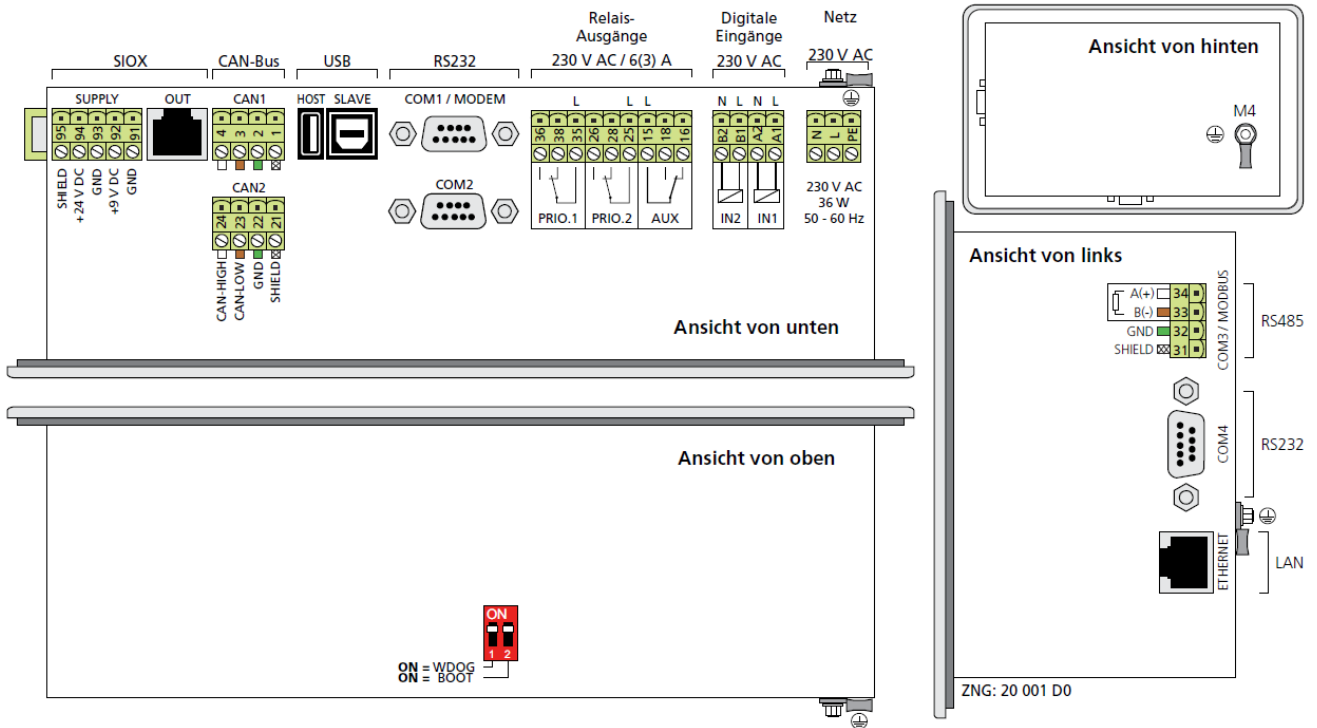 Relais-
Ausgänge
230 V AC / 6(3) A
Digitale
Eingänge
230 V AC
Netz
230 V AC
SIOX
CAN-Bus
USB
RS232
SUPPLY
OUT
CAN1
HOST SLAVE
COM1 / MODEM
L L L
N L N L
95 94 93 92 91
4 3 2 1
36 38 35 26 28 25 15 18 16
B2 B1 A2 A1
N L PE
SHIELD
+24 V DC
GND
+9 V DC
GND
CAN2
24 23 22 21
CAN-HIGH
CAN-LOW
GND
SHIELD
COM2
PRIO.1 PRIO.2 AUX
IN2 IN1
230 V AC
36 W
50 - 60 Hz
Ansicht von unten
Ansicht von oben
ON
1 2
ON = WDOG
ON = BOOT
Ansicht von hinten
M4
Ansicht von links
A(+) 34
B(-) 33
GND 32
SHIELD 31
COM3 / MODBUS
RS485
COM4
RS232
ETHERNET
LAN
ZNG: 20 001 D0